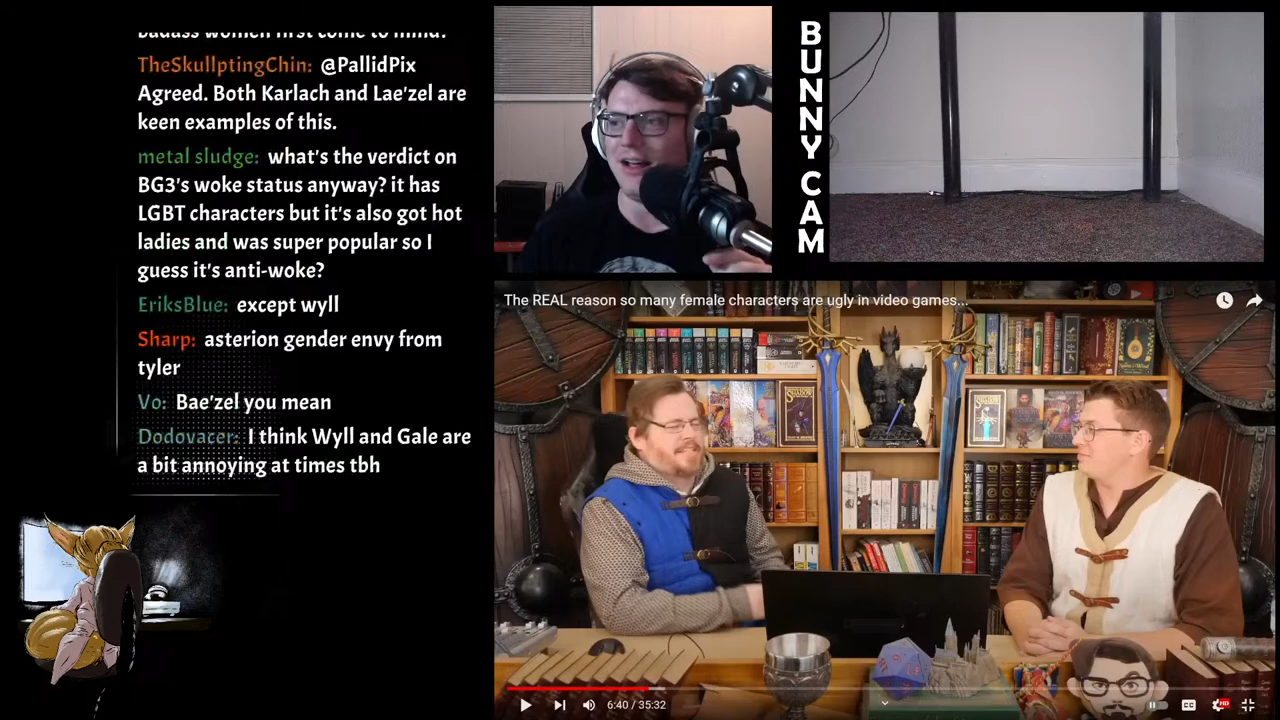 badass women first come to mind?
TheSkullptingChin: @PallidPix
Agreed. Both Karlach and Lae'zel are
keen examples of this.
metal sludge: what's the verdict on
BG3's woke status anyway? it has
LGBT characters but it's also got hot
ladies and was super popular so I
guess it's anti-woke?
EriksBlue: except wyll
Sharp: asterion gender envy from
tyler
Vo: Bae'zel you mean
Dodovacer: I think Wyll and Gale are
a bit annoying at times tbh
BUNNY CAM
The REAL reason so many female characters are ugly in video games...
SHADOW
6:40 / 35:32
CC
HD